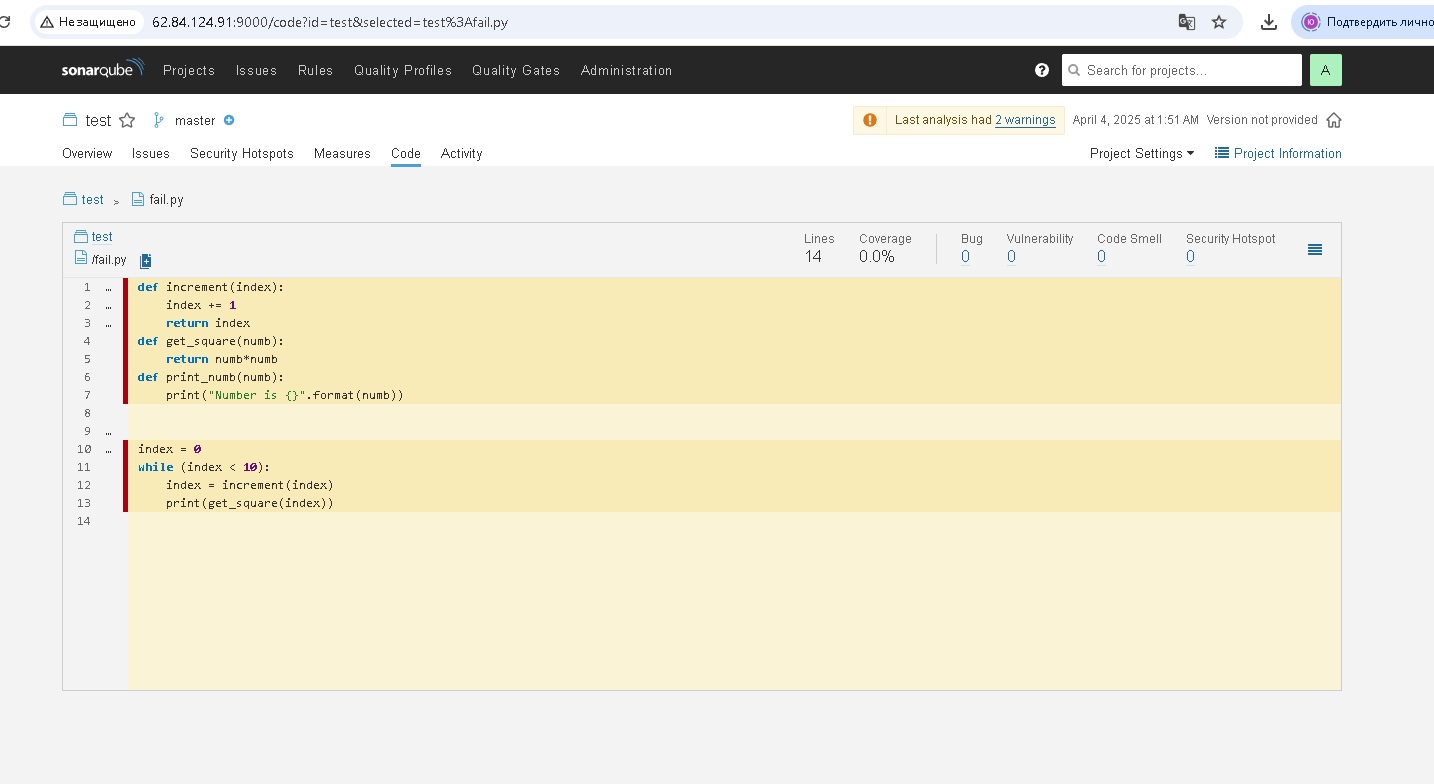 Не защищено 62.84.124.91:9000/code?id=test&selected=test%3Afail.py Подтвердить лично
sonarqube Projects Issues Rules Quality Profiles Quality Gates Administration ? Search for projects... A
test master Last analysis had 2 warnings April 4, 2025 at 1:51 AM Version not provided
Overview Issues Security Hotspots Measures Code Activity Project Settings Project Information
test > fail.py
test
/fail.py
Lines Coverage Bug Vulnerability Code Smell Security Hotspot
14 0.0% 0 0 0 0
1 … def increment(index):
2 …     index += 1
3 …     return index
4 def get_square(numb):
5     return numb*numb
6 def print_numb(numb):
7     print("Number is {}".format(numb))
8
9 …
10 … index = 0
11 while (index < 10):
12     index = increment(index)
13     print(get_square(index))
14